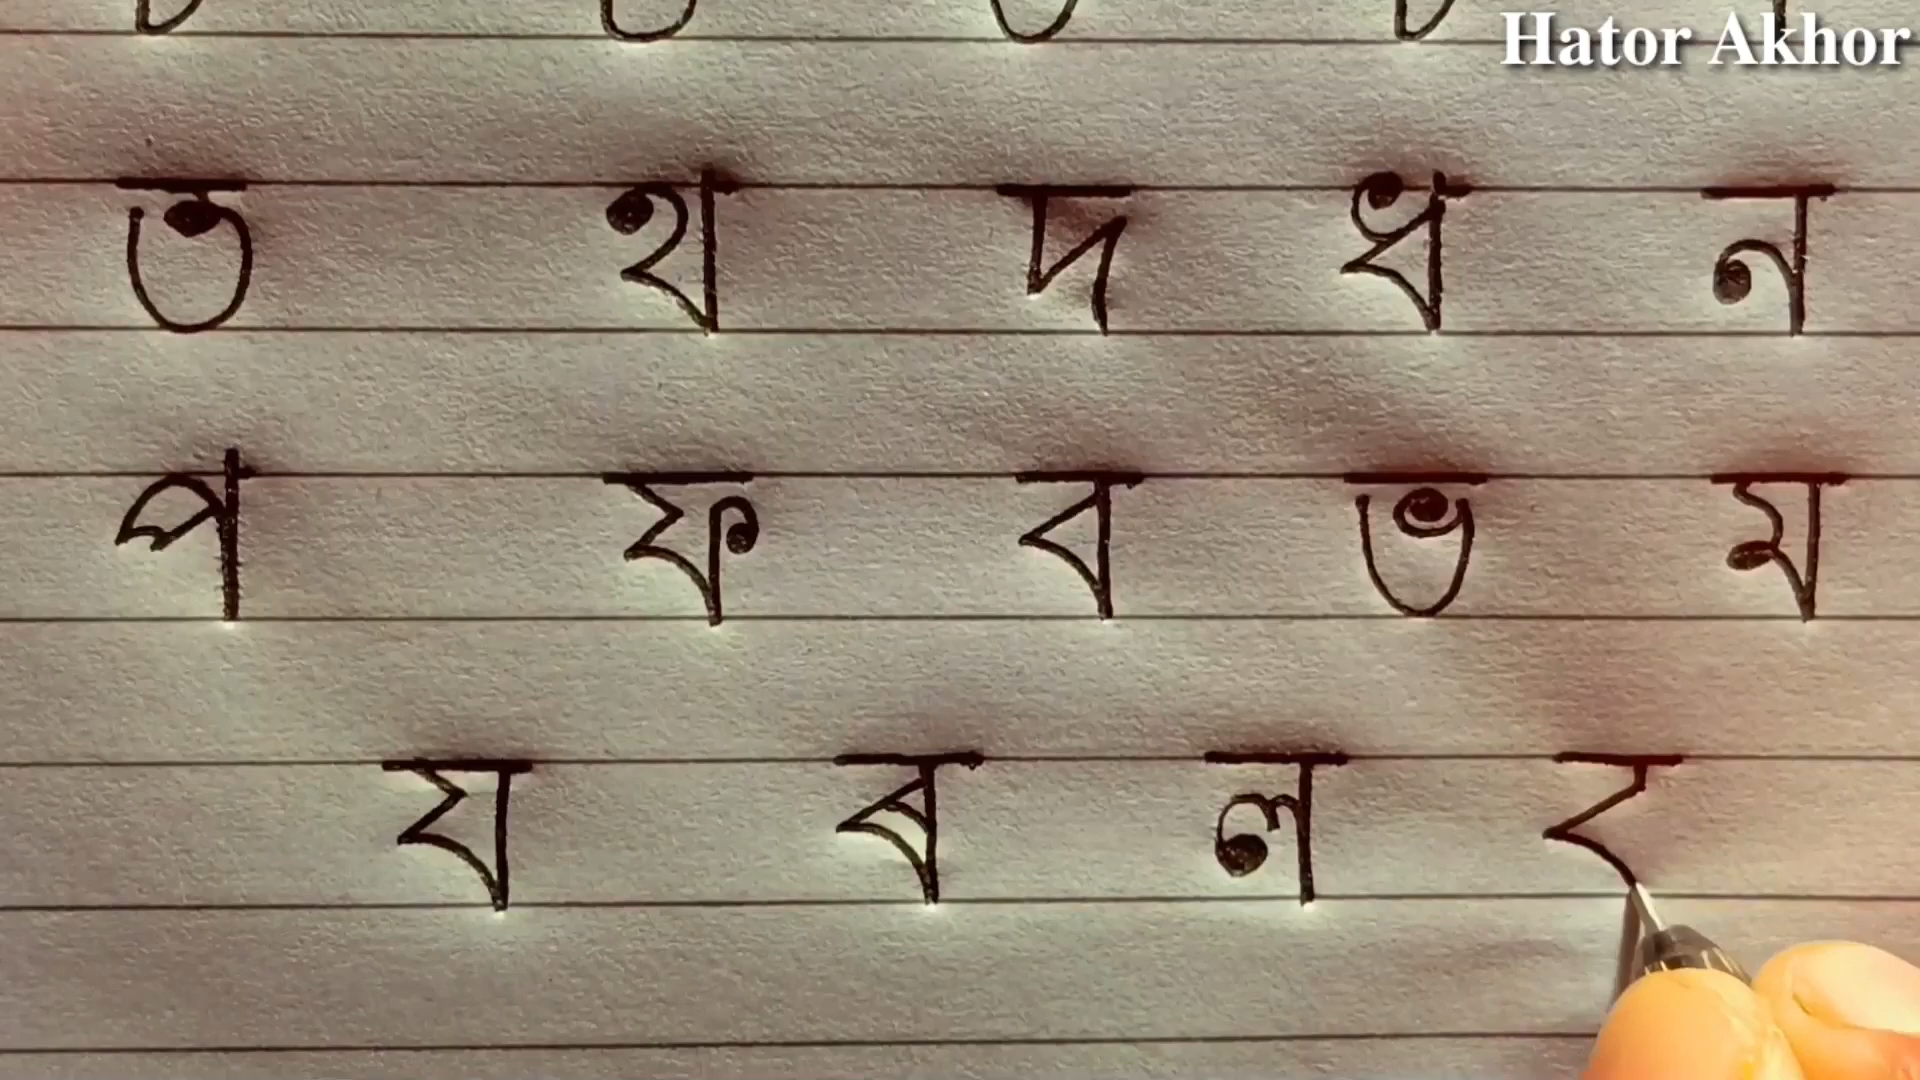 Hator Akhor
ত থ দ ধ ন
প ফ ব ভ ম
য ৰ ল